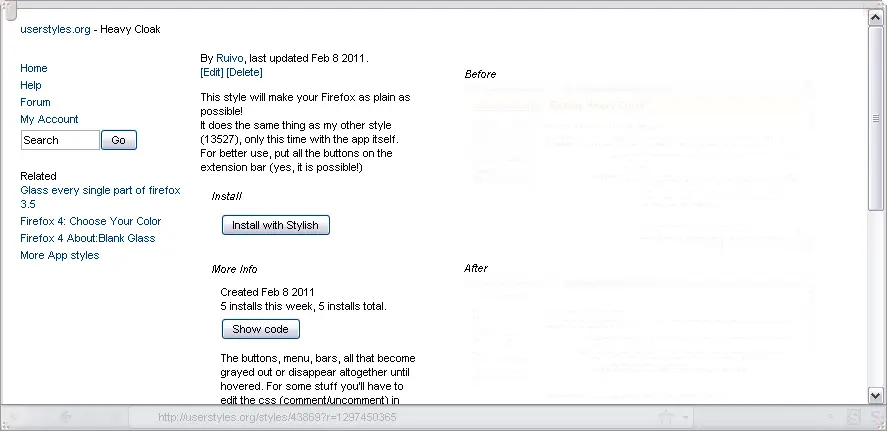 userstyles.org - Heavy Cloak
Home
Help
Forum
My Account
Search Go
Related
Glass every single part of firefox
3.5
Firefox 4: Choose Your Color
Firefox 4 About:Blank Glass
More App styles
By Ruivo, last updated Feb 8 2011.
[Edit] [Delete]
This style will make your Firefox as plain as
possible!
It does the same thing as my other style
(13527), only this time with the app itself.
For better use, put all the buttons on the
extension bar (yes, it is possible!)
Install
Install with Stylish
More Info
Created Feb 8 2011
5 installs this week, 5 installs total.
Show code
The buttons, menu, bars, all that become
grayed out or disappear altogether until
hovered. For some stuff you'll have to
edit the css (comment/uncomment) in
Before
After
http://userstyles.org/styles/43869?r=1297450365